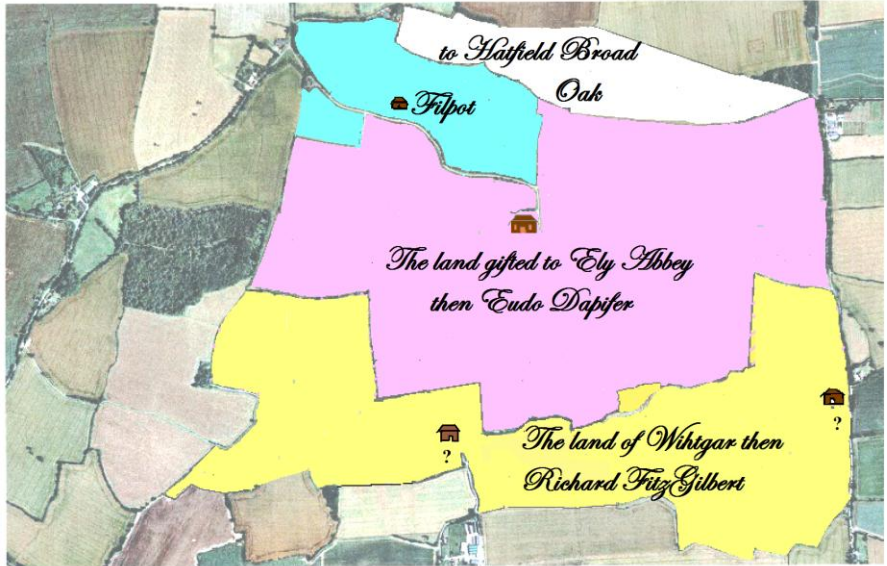 to Hatfield Broad
Oak
Filpot
The land gifted to Ely Abbey
then Eudo Dapifer
?
The land of Wihtgar then
Richard FitzGilbert
?